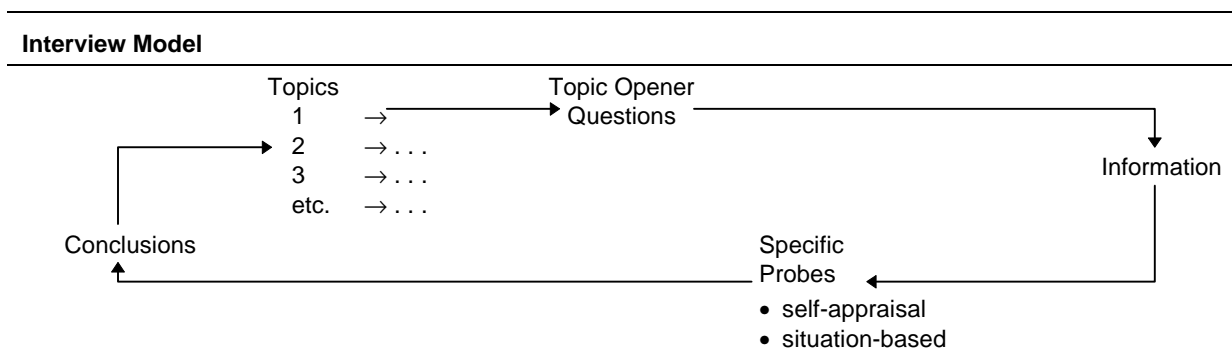 Interview Model
Topics
Topic Opener
1 →
Questions
2 → . . .
3 → . . .
etc. → . . .
Information
Conclusions
Specific
Probes
• self-appraisal
• situation-based